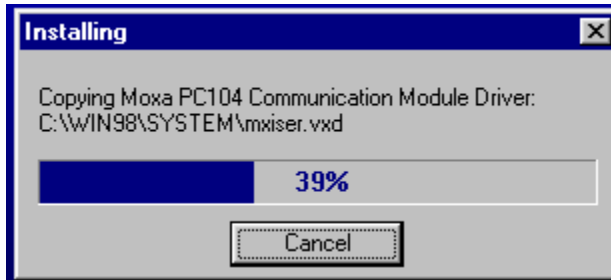 Installing
Copying Moxa PC104 Communication Module Driver:
C:\WIN98\SYSTEM\mxiser.vxd
39%
Cancel